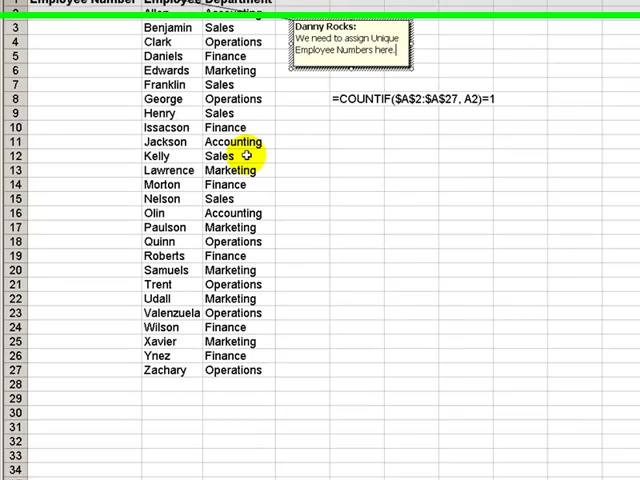 1 Employee Number Employee Department
2 Allen Accounting
3 Benjamin Sales
4 Clark Operations
5 Daniels Finance
6 Edwards Marketing
7 Franklin Sales
8 George Operations
9 Henry Sales
10 Issacson Finance
11 Jackson Accounting
12 Kelly Sales
13 Lawrence Marketing
14 Morton Finance
15 Nelson Sales
16 Olin Accounting
17 Paulson Marketing
18 Quinn Operations
19 Roberts Finance
20 Samuels Marketing
21 Trent Operations
22 Udall Marketing
23 Valenzuela Operations
24 Wilson Finance
25 Xavier Marketing
26 Ynez Finance
27 Zachary Operations
28
29
30
31
32
33
34
Danny Rocks:
We need to assign Unique
Employee Numbers here.
=COUNTIF($A$2:$A$27, A2)=1